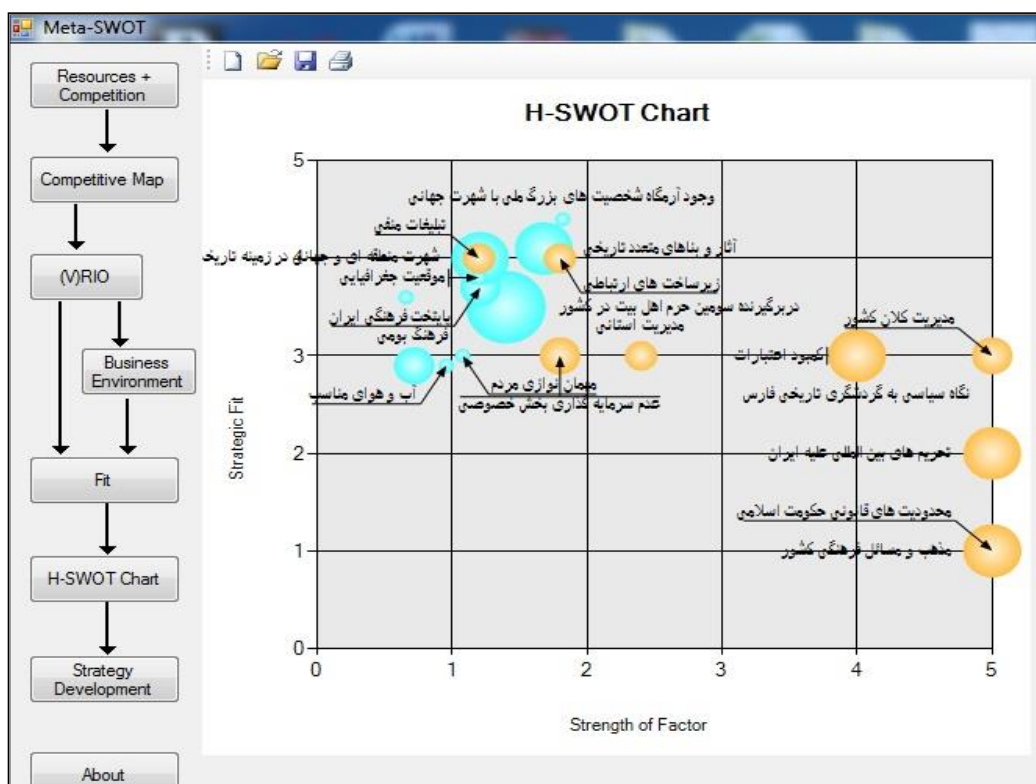 Meta-SWOT
Resources +
Competition
Competitive Map
(V)RIO
Business
Environment
Fit
H-SWOT Chart
Strategy
Development
About
H-SWOT Chart
Strategic Fit
5
4
3
2
1
0
وجود آرمگاه شخصیت های بزرگ ملی با شهرت جهانی
تبلیغات منفی
آثار و بناهای متعدد تاریخی
شهرت منطقه ای و جهانی در زمینه تاریخ
موقعیت جغرافیایی
زیرساخت های ارتباطی
دربرگیرنده سومین حرم اهل بیت در کشور
پایتخت فرهنگی ایران
مدیریت استانی
مدیریت کلان کشور
فرهنگ بومی
کمبود اعتبارات
مهمان نوازی مردم
آب و هوای مناسب
عدم سرمایه گذاری بخش خصوصی
نگاه سیاسی به گردشگری تاریخی فارس
تحریم های بین المللی علیه ایران
محدودیت های قانونی حکومت اسلامی
مذهب و مسائل فرهنگی کشور
0 1 2 3 4 5
Strength of Factor